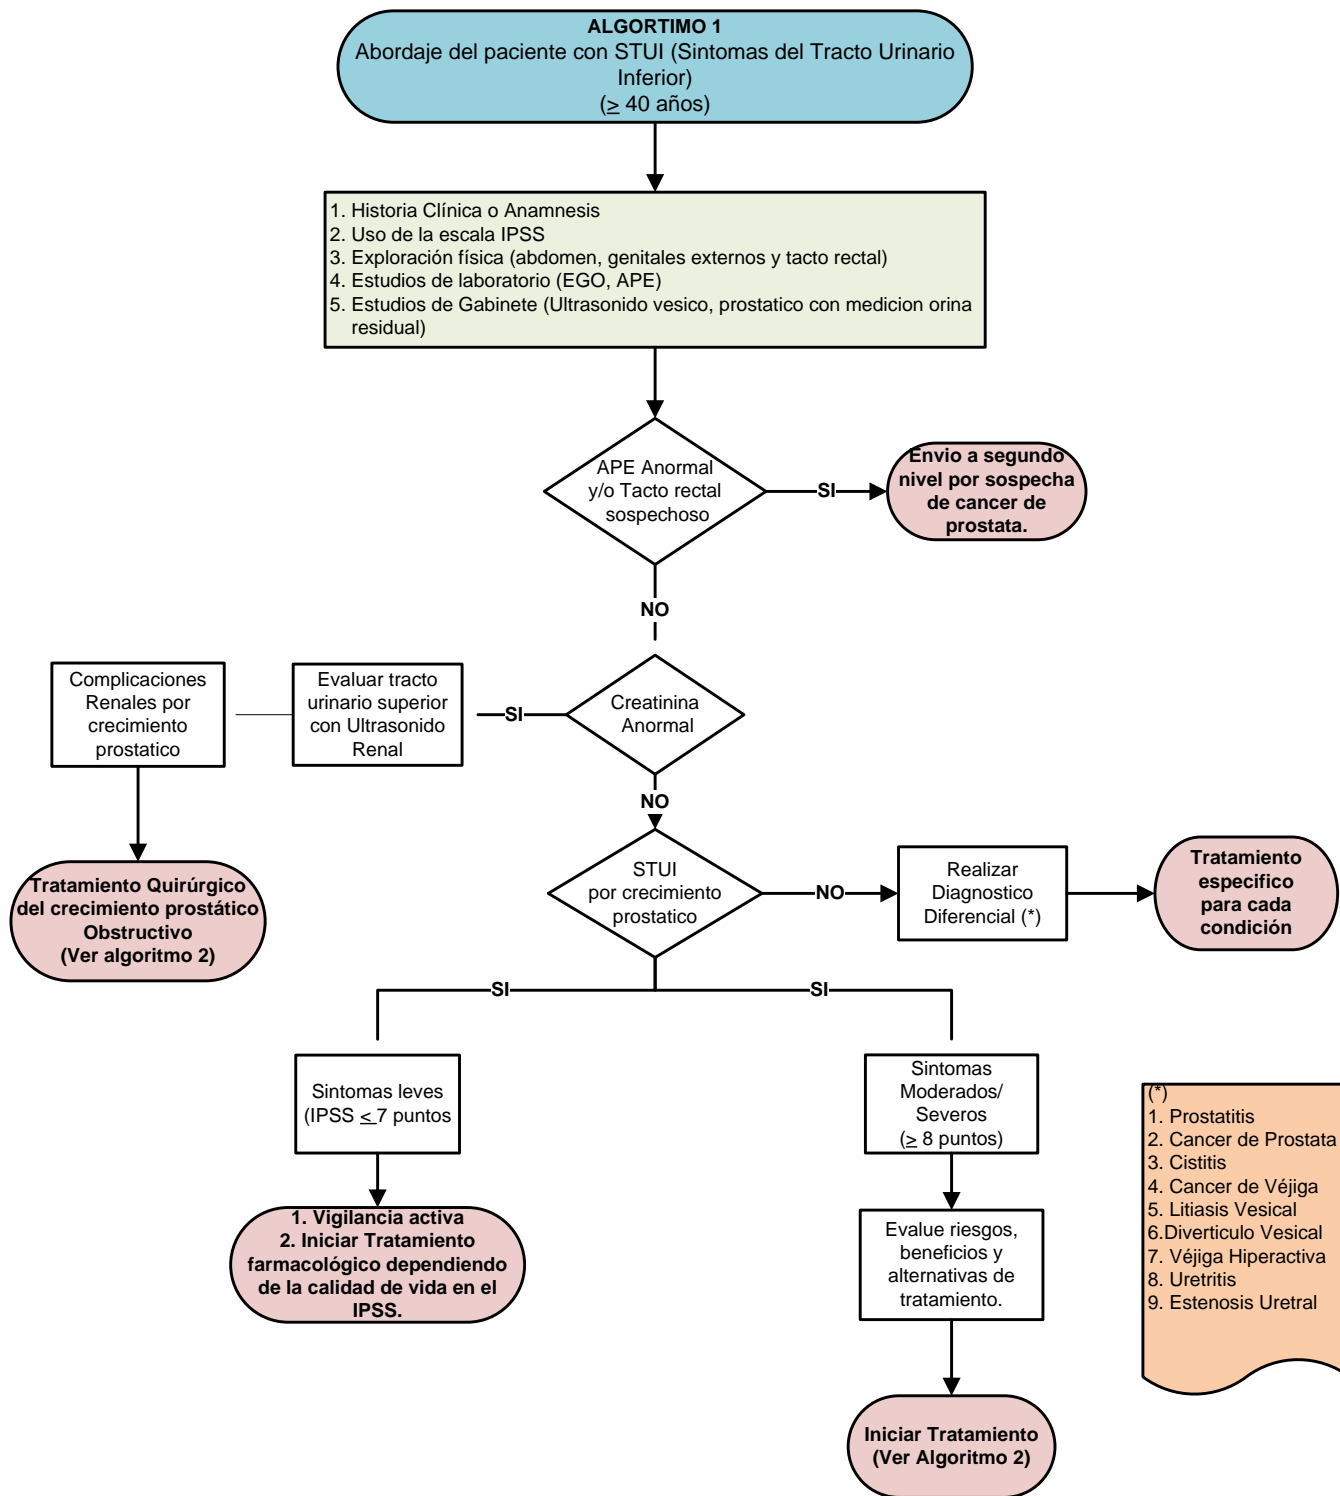 ALGORTIMO 1
Abordaje del paciente con STUI (Sintomas del Tracto Urinario
Inferior)
(≥ 40 años)
1. Historia Clínica o Anamnesis
2. Uso de la escala IPSS
3. Exploración física (abdomen, genitales externos y tacto rectal)
4. Estudios de laboratorio (EGO, APE)
5. Estudios de Gabinete (Ultrasonido vesico, prostatico con medicion orina
residual)
APE Anormal
y/o Tacto rectal
sospechoso
SI
Envio a segundo
nivel por sospecha
de cancer de
prostata.
NO
Creatinina
Anormal
SI
Evaluar tracto
urinario superior
con Ultrasonido
Renal
Complicaciones
Renales por
crecimiento
prostatico
Tratamiento Quirúrgico
del crecimiento prostático
Obstructivo
(Ver algoritmo 2)
NO
STUI
por crecimiento
prostatico
NO
Realizar
Diagnostico
Diferencial (*)
Tratamiento
especifico
para cada
condición
SI
SI
Sintomas leves
(IPSS ≤ 7 puntos
1. Vigilancia activa
2. Iniciar Tratamiento
farmacológico dependiendo
de la calidad de vida en el
IPSS.
Sintomas
Moderados/
Severos
(≥ 8 puntos)
Evalue riesgos,
beneficios y
alternativas de
tratamiento.
Iniciar Tratamiento
(Ver Algoritmo 2)
(*)
1. Prostatitis
2. Cancer de Prostata
3. Cistitis
4. Cancer de Véjiga
5. Litiasis Vesical
6.Diverticulo Vesical
7. Véjiga Hiperactiva
8. Uretritis
9. Estenosis Uretral